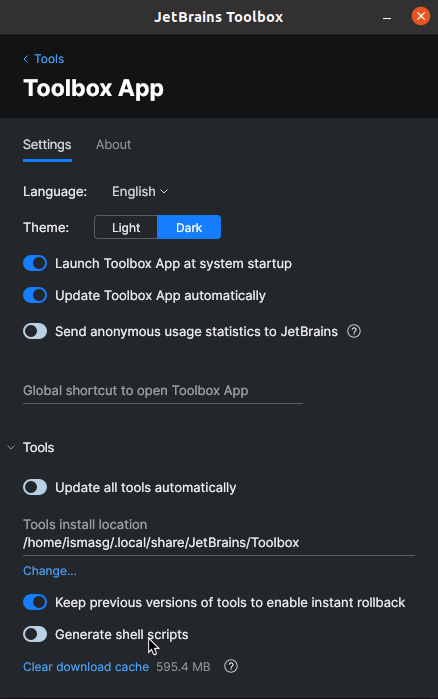 JetBrains Toolbox
Tools
Toolbox App
Settings About
Language: English
Theme: Light Dark
Launch Toolbox App at system startup
Update Toolbox App automatically
Send anonymous usage statistics to JetBrains ?
Global shortcut to open Toolbox App
Tools
Update all tools automatically
Tools install location
/home/ismasg/.local/share/JetBrains/Toolbox
Change...
Keep previous versions of tools to enable instant rollback
Generate shell scripts
Clear download cache 595.4 MB ?